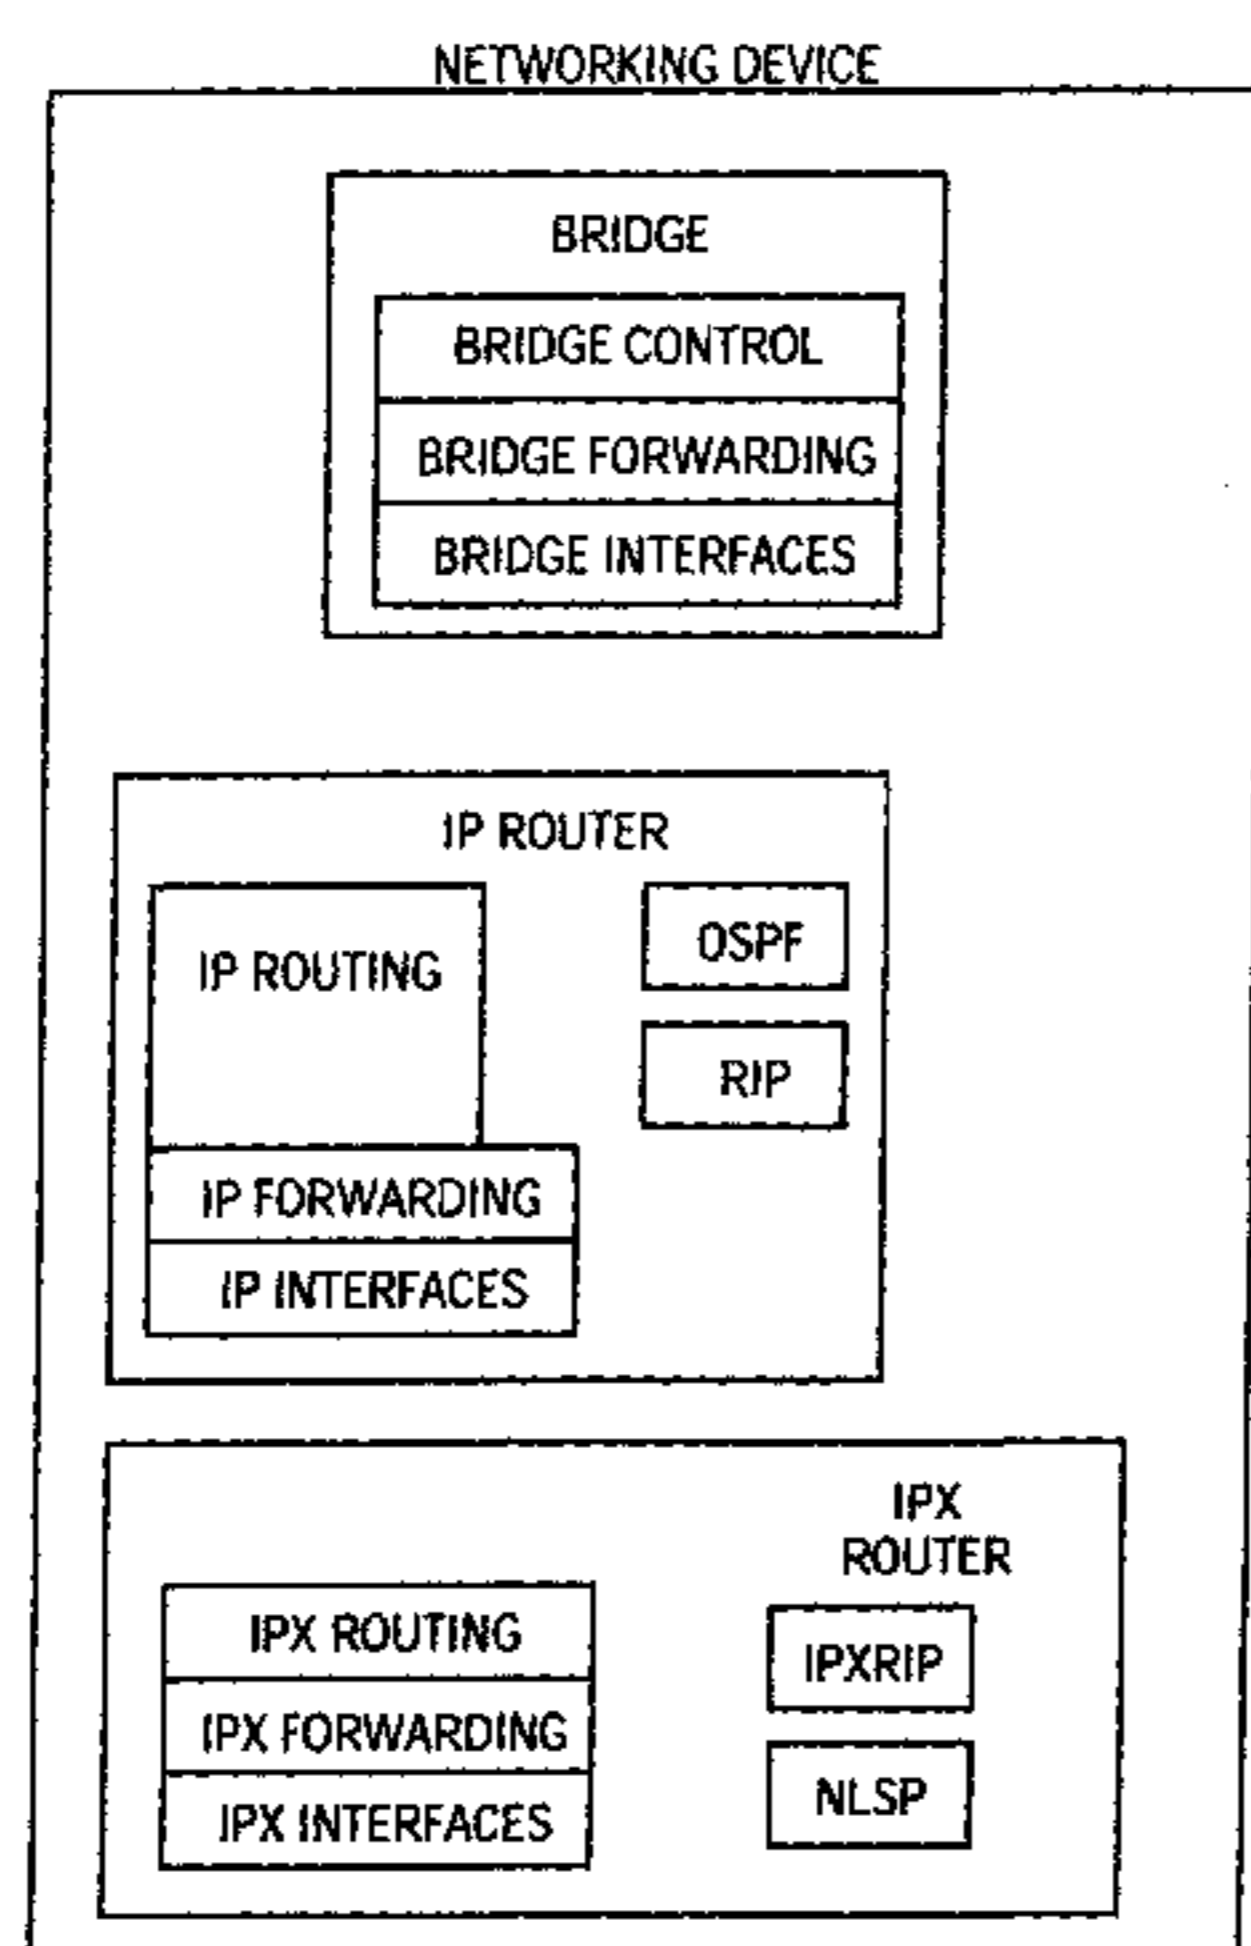 NETWORKING DEVICE
BRIDGE
BRIDGE CONTROL
BRIDGE FORWARDING
BRIDGE INTERFACES
IP ROUTER
IP ROUTING
OSPF
RIP
IP FORWARDING
IP INTERFACES
IPX
ROUTER
IPX ROUTING
IPX FORWARDING
IPX INTERFACES
IPXRIP
NLSP